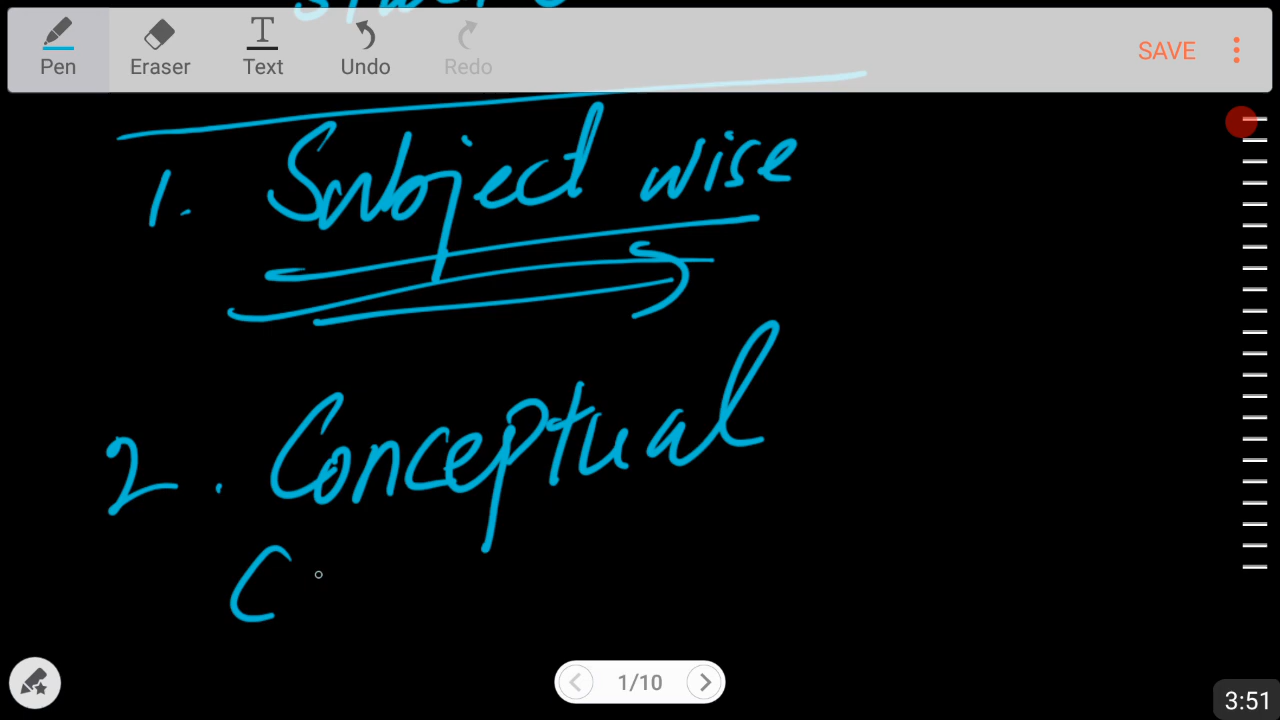 Pen Eraser Text Undo Redo SAVE
1. Subject wise
2. Conceptual
C
1/10
3:51